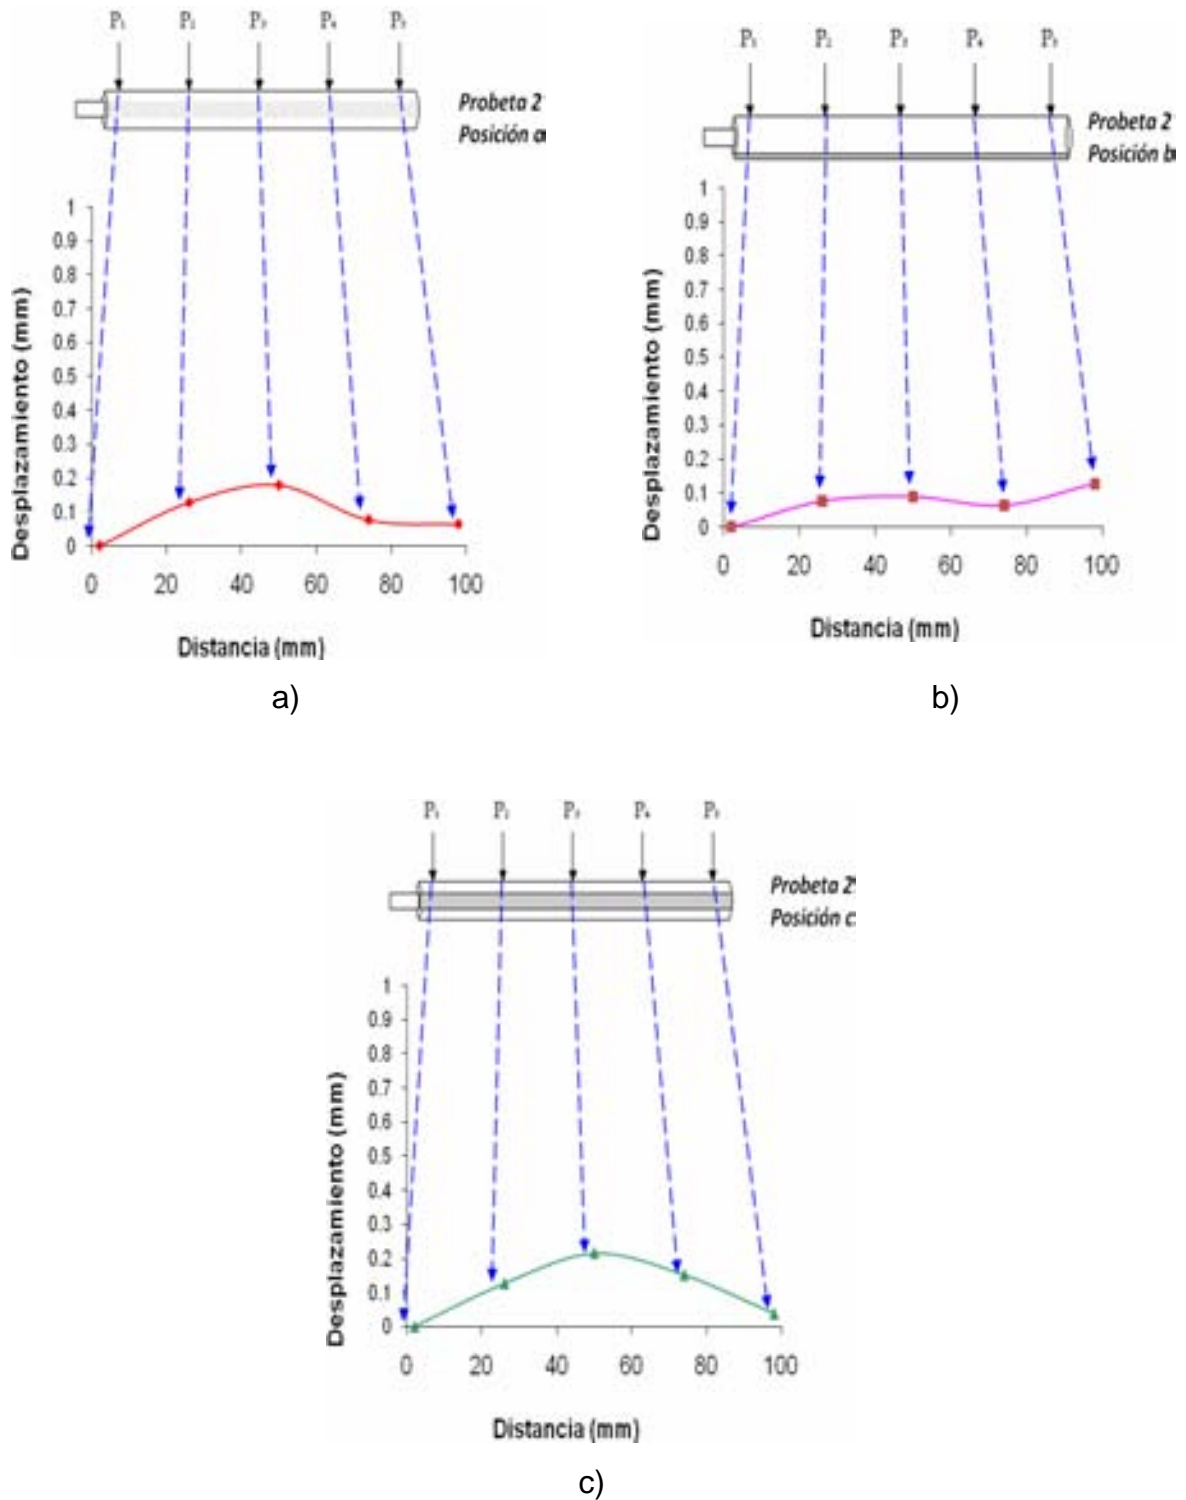 P₁ P₂ P₃ P₄ P₅
Probeta 2
Posición a
1
0.9
0.8
0.7
0.6
0.5
0.4
0.3
0.2
0.1
0
Desplazamiento (mm)
0 20 40 60 80 100
Distancia (mm)
a)
P₁ P₂ P₃ P₄ P₅
Probeta 2
Posición b
1
0.9
0.8
0.7
0.6
0.5
0.4
0.3
0.2
0.1
0
Desplazamiento (mm)
0 20 40 60 80 100
Distancia (mm)
b)
P₁ P₂ P₃ P₄ P₅
Probeta 2
Posición c
1
0.9
0.8
0.7
0.6
0.5
0.4
0.3
0.2
0.1
0
Desplazamiento (mm)
0 20 40 60 80 100
Distancia (mm)
c)